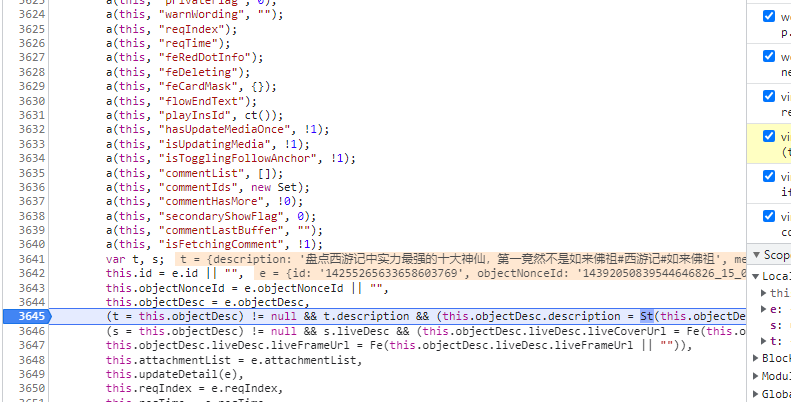 3623 a(this, "privateFlag", 0);
3624 a(this, "warnWording", "");
3625 a(this, "reqIndex");
3626 a(this, "reqTime");
3627 a(this, "feRedDotInfo");
3628 a(this, "feDeleting");
3629 a(this, "feCardMask", {});
3630 a(this, "flowEndText");
3631 a(this, "playInsId", ct());
3632 a(this, "hasUpdateMediaOnce", !1);
3633 a(this, "isUpdatingMedia", !1);
3634 a(this, "isTogglingFollowAnchor", !1);
3635 a(this, "commentList", []);
3636 a(this, "commentIds", new Set);
3637 a(this, "commentHasMore", !0);
3638 a(this, "secondaryShowFlag", 0);
3639 a(this, "commentLastBuffer", "");
3640 a(this, "isFetchingComment", !1);
3641 var t, s; t = {description: '盘点西游记中实力最强的十大神仙，第一竟然不是如来佛祖#西游记#如来佛祖', me
3642 this.id = e.id || "", e = {id: '14255265633658603769', objectNonceId: '14392050839544646826_15_0
3643 this.objectNonceId = e.objectNonceId || "",
3644 this.objectDesc = e.objectDesc,
3645 (t = this.objectDesc) != null && t.description && (this.objectDesc.description = St(this.objectDe
3646 (s = this.objectDesc) != null && s.liveDesc && (this.objectDesc.liveDesc.liveCoverUrl = Fe(this.o
3647 this.objectDesc.liveDesc.liveFrameUrl = Fe(this.objectDesc.liveDesc.liveFrameUrl || "")),
3648 this.attachmentList = e.attachmentList,
3649 this.updateDetail(e),
3650 this.reqIndex = e.reqIndex,
this.reqTime = e.reqTime
we
p.
we
n.
vi
re
vi
(t
vi
it
vi
co
Scop
Local
thi
e:
s: u
t:
Block
Modul
Globa